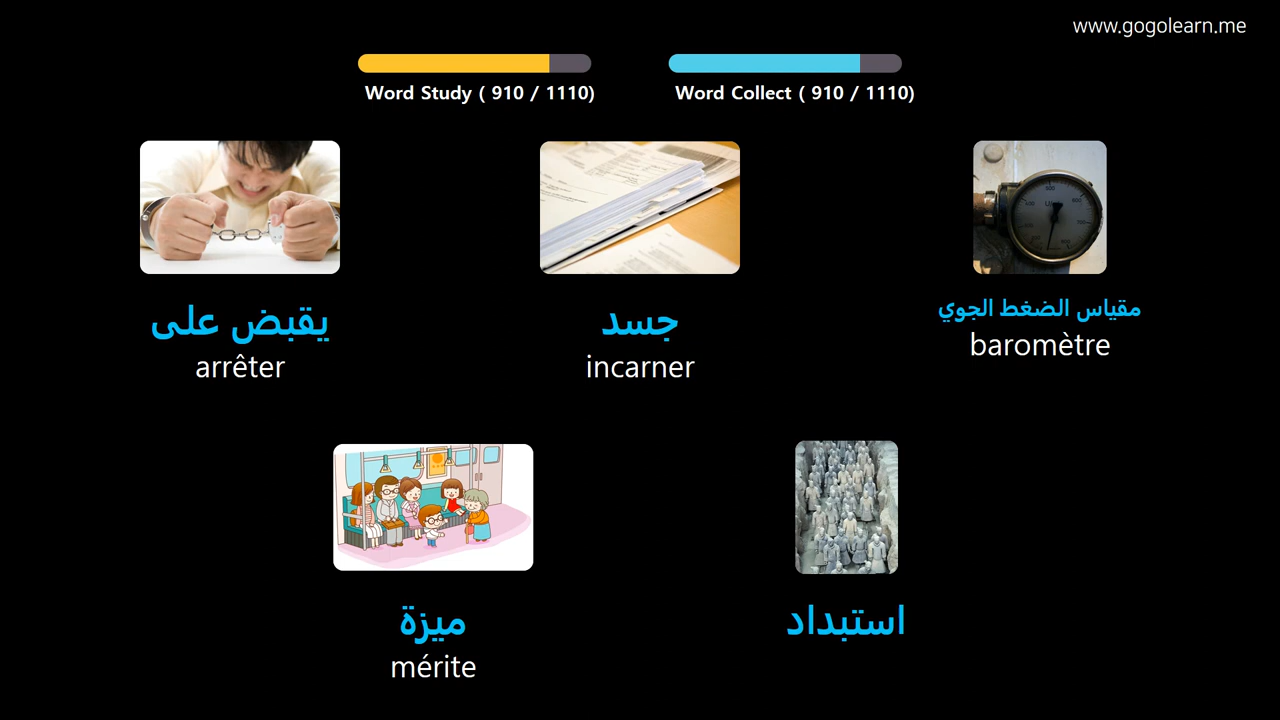 www.gogolearn.me
Word Study ( 910 / 1110)
Word Collect ( 910 / 1110)
يقبض على
arrêter
جسد
incarner
مقياس الضغط الجوي
baromètre
ميزة
mérite
استبداد